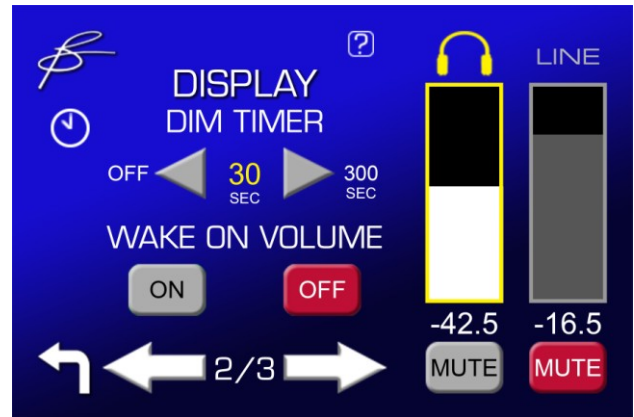 ?
DISPLAY
DIM TIMER
OFF 30 SEC 300 SEC
WAKE ON VOLUME
ON OFF
2/3
LINE
-42.5 -16.5
MUTE MUTE